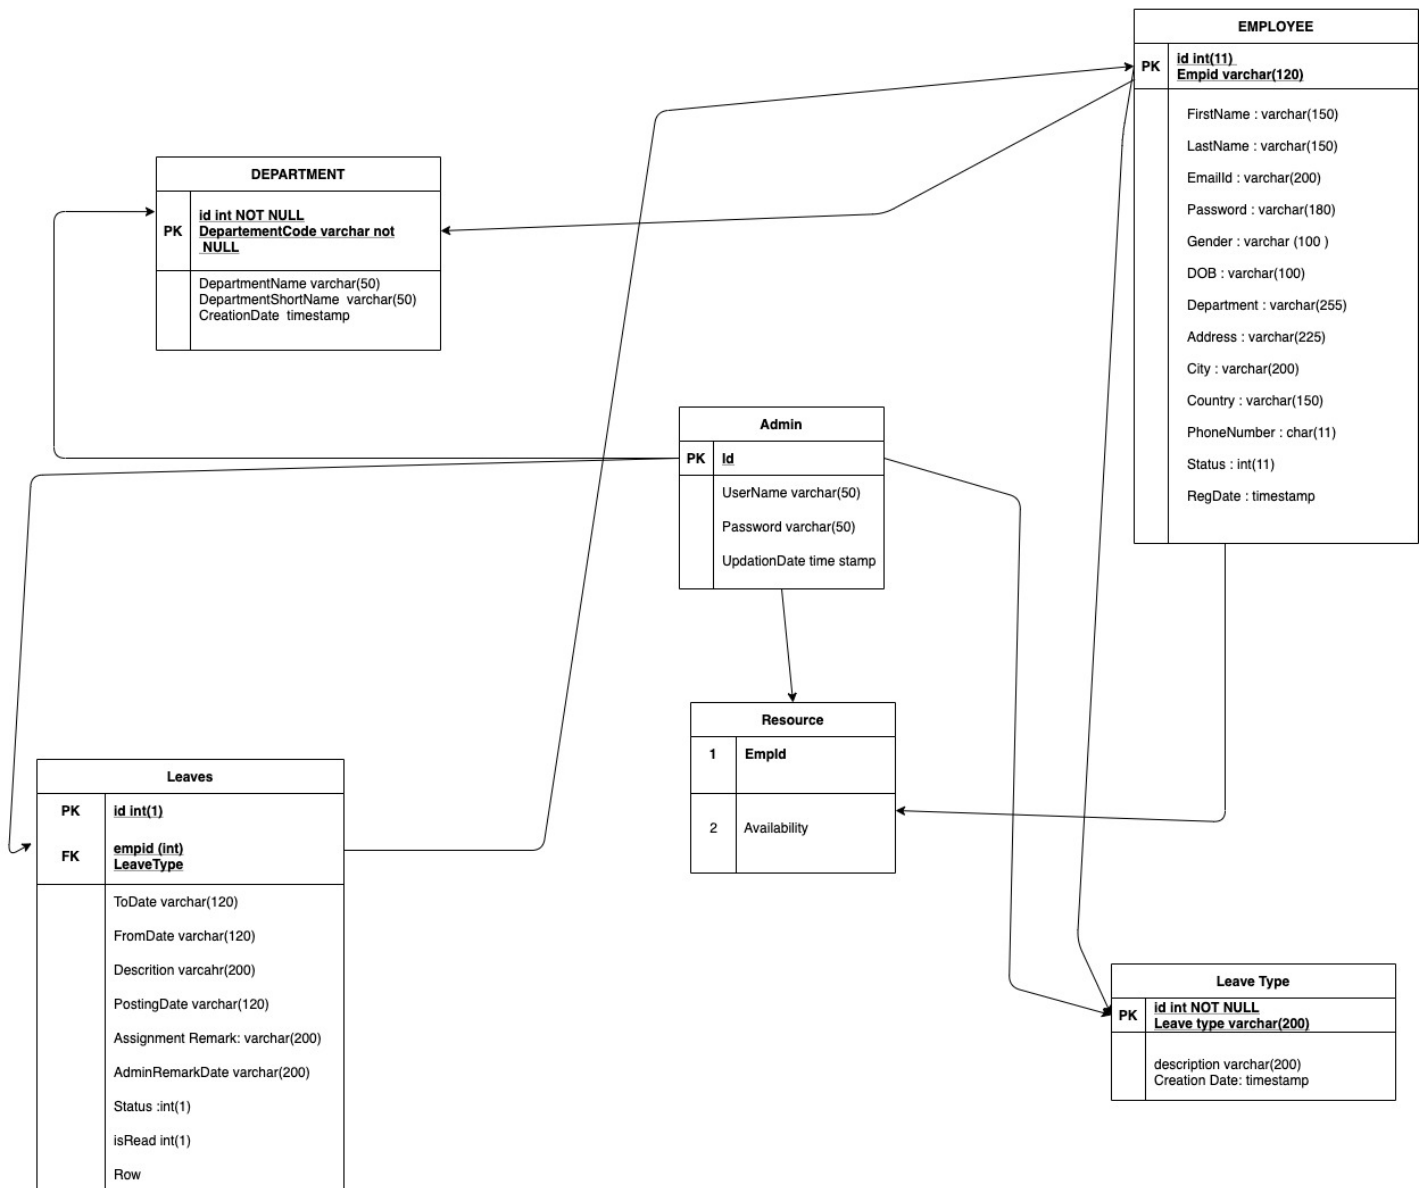 EMPLOYEE
PK
id int(11)
Empid varchar(120)
FirstName : varchar(150)
LastName : varchar(150)
EmailId : varchar(200)
Password : varchar(180)
Gender : varchar (100 )
DOB : varchar(100)
Department : varchar(255)
Address : varchar(225)
City : varchar(200)
Country : varchar(150)
PhoneNumber : char(11)
Status : int(11)
RegDate : timestamp
DEPARTMENT
PK
id int NOT NULL
DepartementCode varchar not
NULL
DepartmentName varchar(50)
DepartmentShortName varchar(50)
CreationDate timestamp
Admin
PK
Id
UserName varchar(50)
Password varchar(50)
UpdationDate time stamp
Resource
1 EmpId
2 Availability
Leaves
PK id int(1)
FK
empid (int)
LeaveType
ToDate varchar(120)
FromDate varchar(120)
Descrition varcahr(200)
PostingDate varchar(120)
Assignment Remark: varchar(200)
AdminRemarkDate varchar(200)
Status :int(1)
isRead int(1)
Row
Leave Type
PK
id int NOT NULL
Leave type varchar(200)
description varchar(200)
Creation Date: timestamp